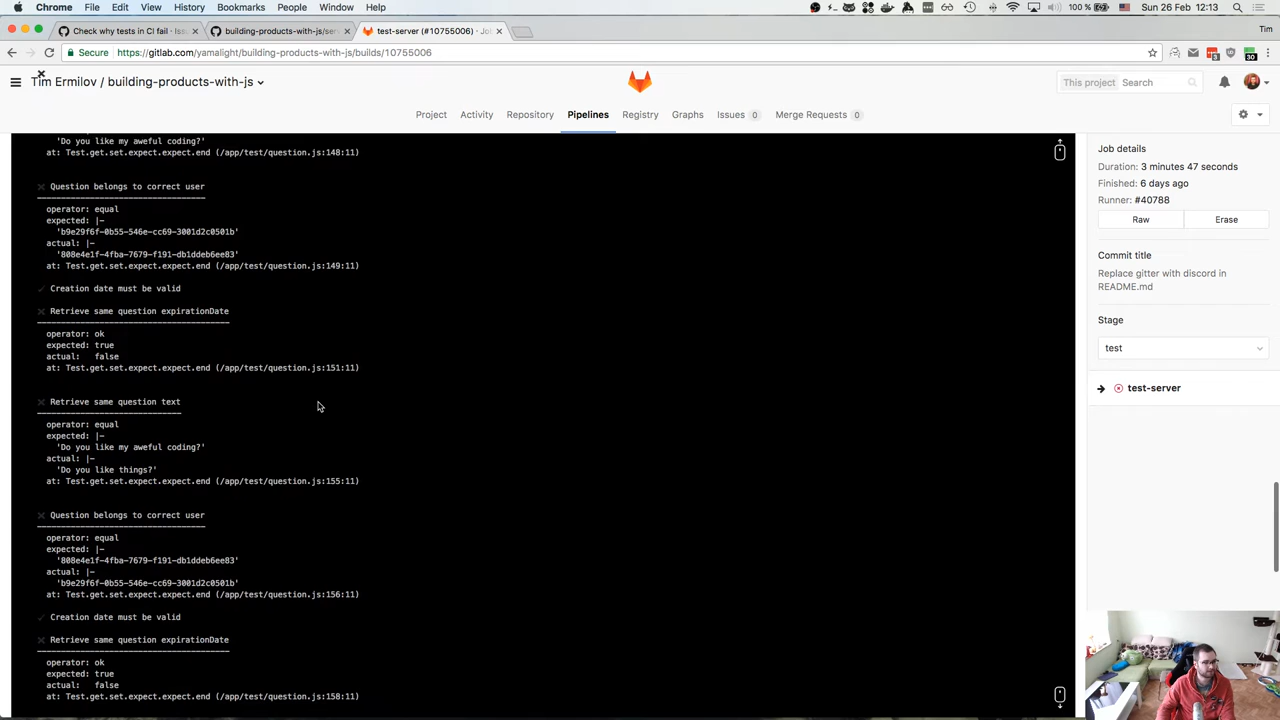 Chrome File Edit View History Bookmarks People Window Help
100 % Sun 26 Feb 12:13
Check why tests in CI fail · Iss
building-products-with-js/ser
test-server (#10755006) · Jo
Tim
Secure https://gitlab.com/yamalight/building-products-with-js/builds/10755006
3
30
Tim Ermilov / building-products-with-js
This project Search
Project Activity Repository Pipelines Registry Graphs Issues 0 Merge Requests 0
'Do you like my aweful coding?'
at: Test.get.set.expect.expect.end (/app/test/question.js:148:11)
Question belongs to correct user
operator: equal
expected: |-
'b9e29f6f-0b55-546e-cc69-3001d2c0501b'
actual: |-
'808e4e1f-4fba-7679-f191-db1ddeb6ee83'
at: Test.get.set.expect.expect.end (/app/test/question.js:149:11)
Creation date must be valid
Retrieve same question expirationDate
operator: ok
expected: true
actual: false
at: Test.get.set.expect.expect.end (/app/test/question.js:151:11)
Retrieve same question text
operator: equal
expected: |-
'Do you like my aweful coding?'
actual: |-
'Do you like things?'
at: Test.get.set.expect.expect.end (/app/test/question.js:155:11)
Question belongs to correct user
operator: equal
expected: |-
'808e4e1f-4fba-7679-f191-db1ddeb6ee83'
actual: |-
'b9e29f6f-0b55-546e-cc69-3001d2c0501b'
at: Test.get.set.expect.expect.end (/app/test/question.js:156:11)
Creation date must be valid
Retrieve same question expirationDate
operator: ok
expected: true
actual: false
at: Test.get.set.expect.expect.end (/app/test/question.js:158:11)
Job details
Duration: 3 minutes 47 seconds
Finished: 6 days ago
Runner: #40788
Raw Erase
Commit title
Replace gitter with discord in
README.md
Stage
test
test-server